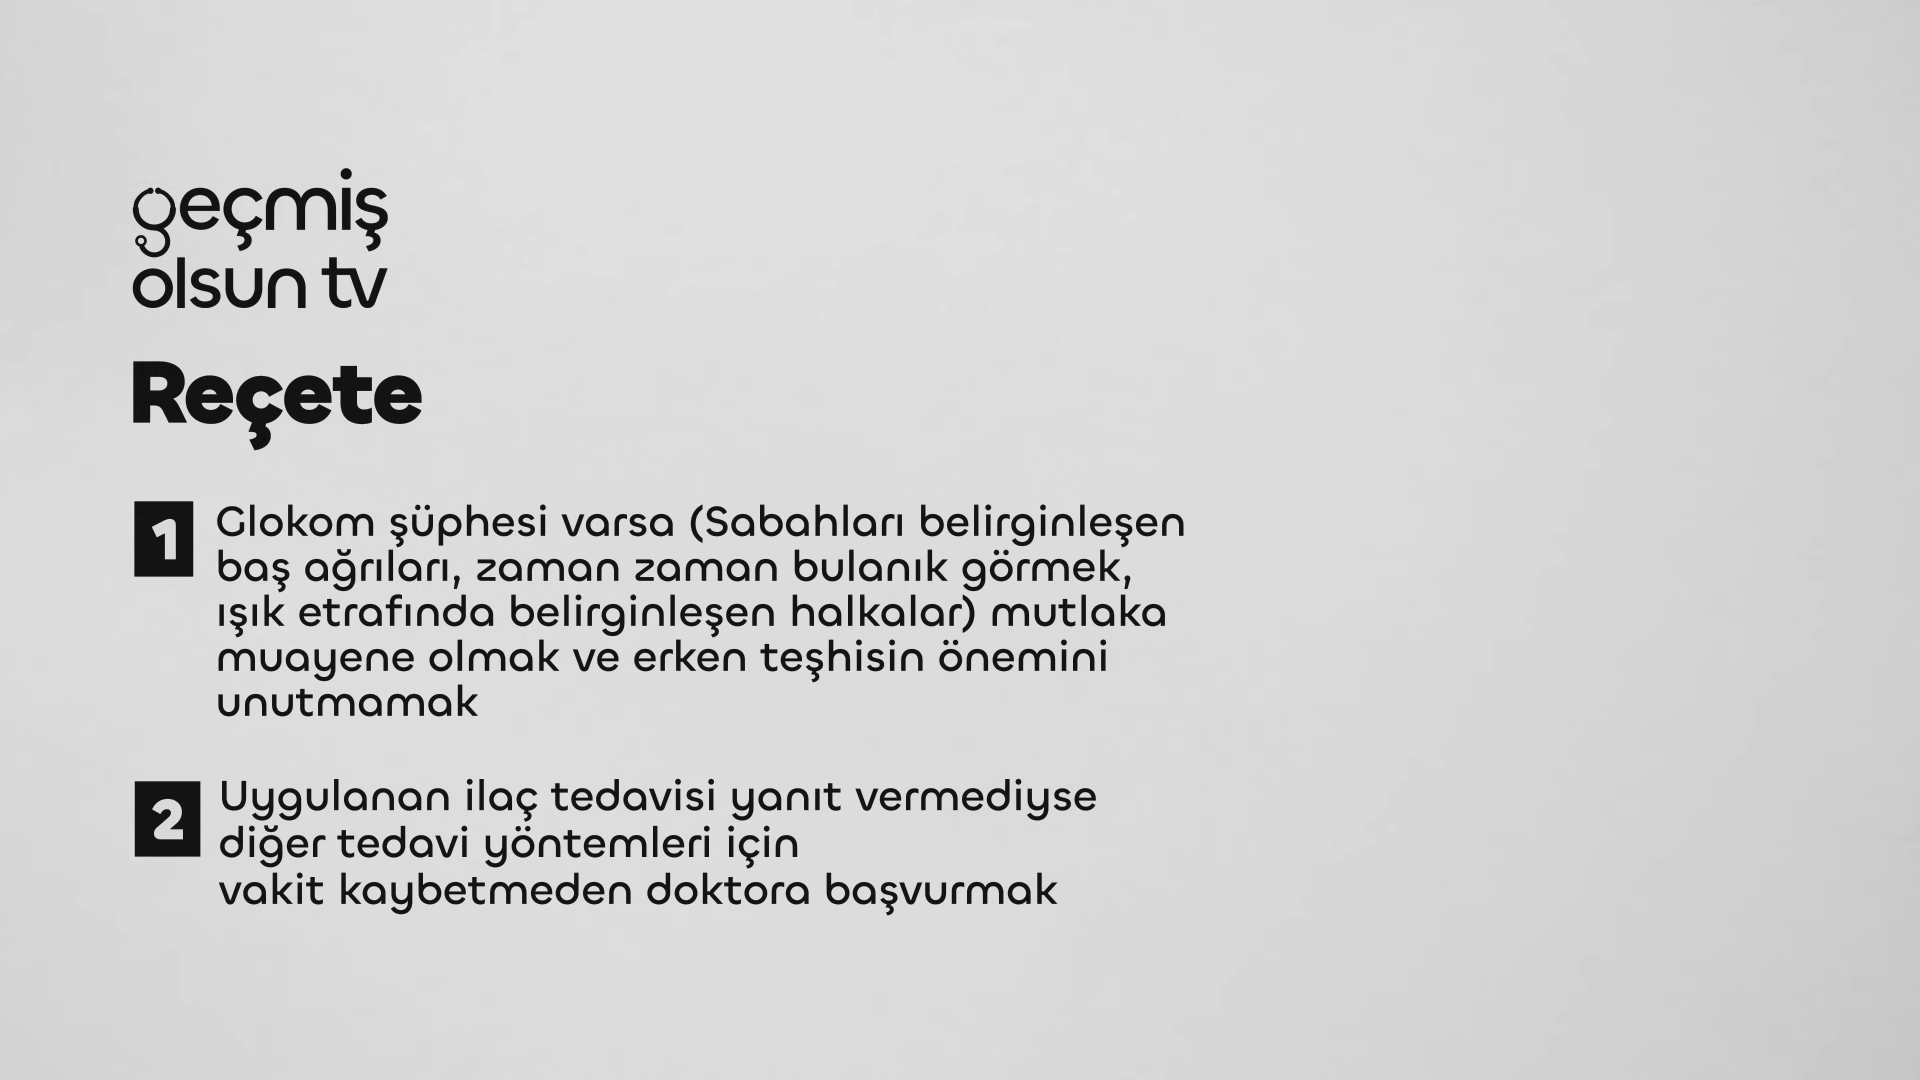 geçmiş
olsun tv
Reçete
1 Glokom şüphesi varsa (Sabahları belirginleşen
baş ağrıları, zaman zaman bulanık görmek,
ışık etrafında belirginleşen halkalar) mutlaka
muayene olmak ve erken teşhisin önemini
unutmamak
2 Uygulanan ilaç tedavisi yanıt vermediyse
diğer tedavi yöntemleri için
vakit kaybetmeden doktora başvurmak